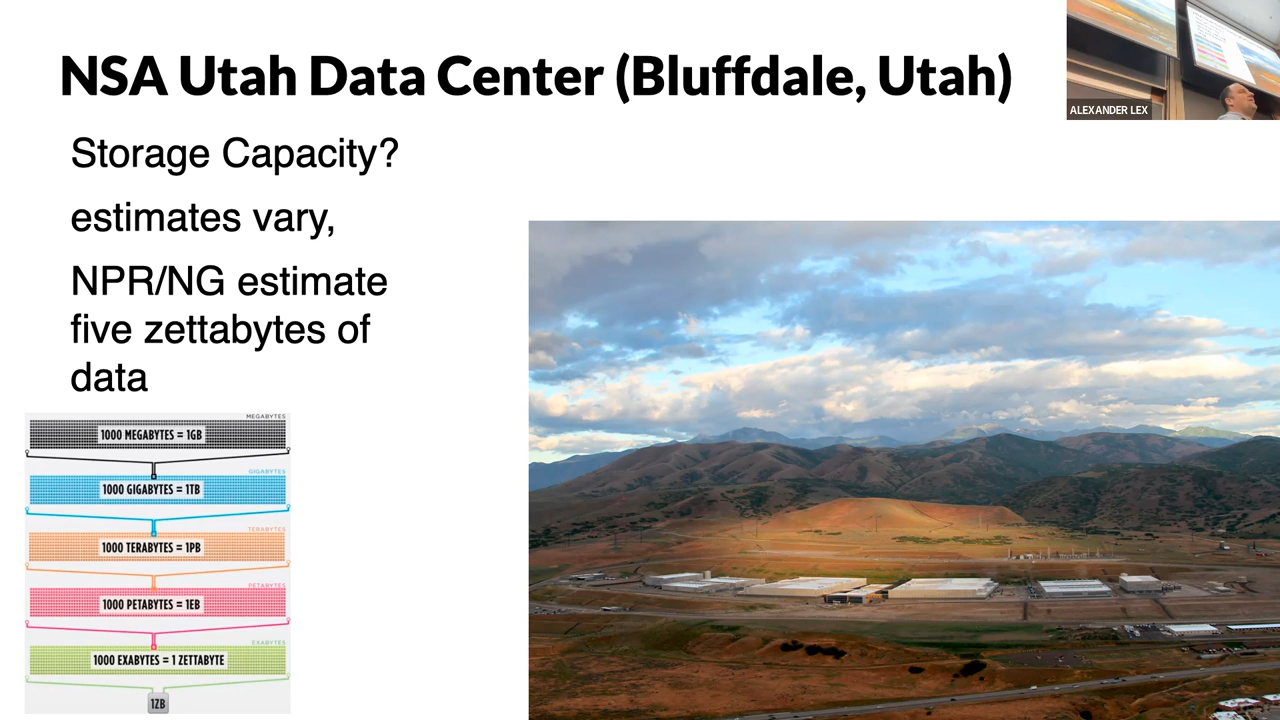 NSA Utah Data Center (Bluffdale, Utah)
ALEXANDER LEX
Storage Capacity?
estimates vary,
NPR/NG estimate
five zettabytes of
data
MEGABYTES
1000 MEGABYTES = 1GB
GIGABYTES
1000 GIGABYTES = 1TB
TERABYTES
1000 TERABYTES = 1PB
PETABYTES
1000 PETABYTES = 1EB
EXABYTES
1000 EXABYTES = 1 ZETTABYTE
1ZB